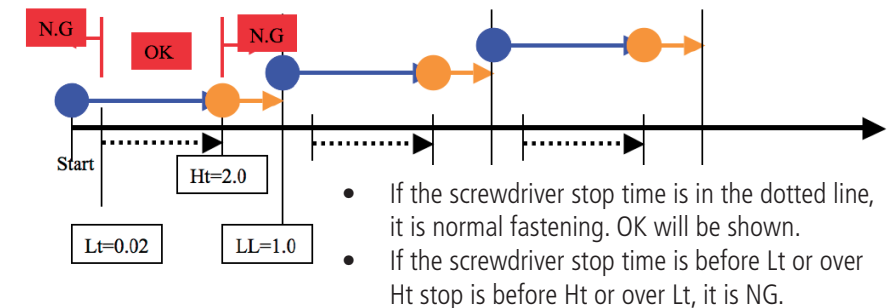 N.G
OK
N.G
Start
Ht=2.0
Lt=0.02
LL=1.0
• If the screwdriver stop time is in the dotted line,
it is normal fastening. OK will be shown.
• If the screwdriver stop time is before Lt or over
Ht stop is before Ht or over Lt, it is NG.